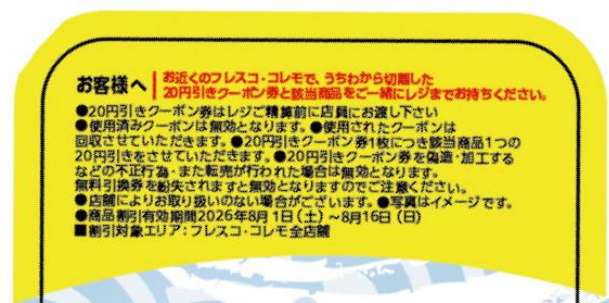 お客様へ
お近くのフレスコ・コレモで、うちわから切離した
20円引きクーポン券と該当商品をご一緒にレジまでお持ちください。
●20円引きクーポン券はレジご精算前に店員にお渡し下さい
●使用済みクーポンは無効となります。●使用されたクーポンは
回収させていただきます。●20円引きクーポン券1枚につき該当商品1つの
20円引きをさせていただきます。●20円引きクーポン券を偽造・加工する
などの不正行為・また転売が行われた場合は無効となります。
無料引換券を紛失されますと無効となりますのでご注意ください。
●店舗によりお取り扱いのない場合がございます。●写真はイメージです。
●商品割引有効期間2026年8月1日(土)~8月16日(日)
■割引対象エリア:フレスコ・コレモ全店舗